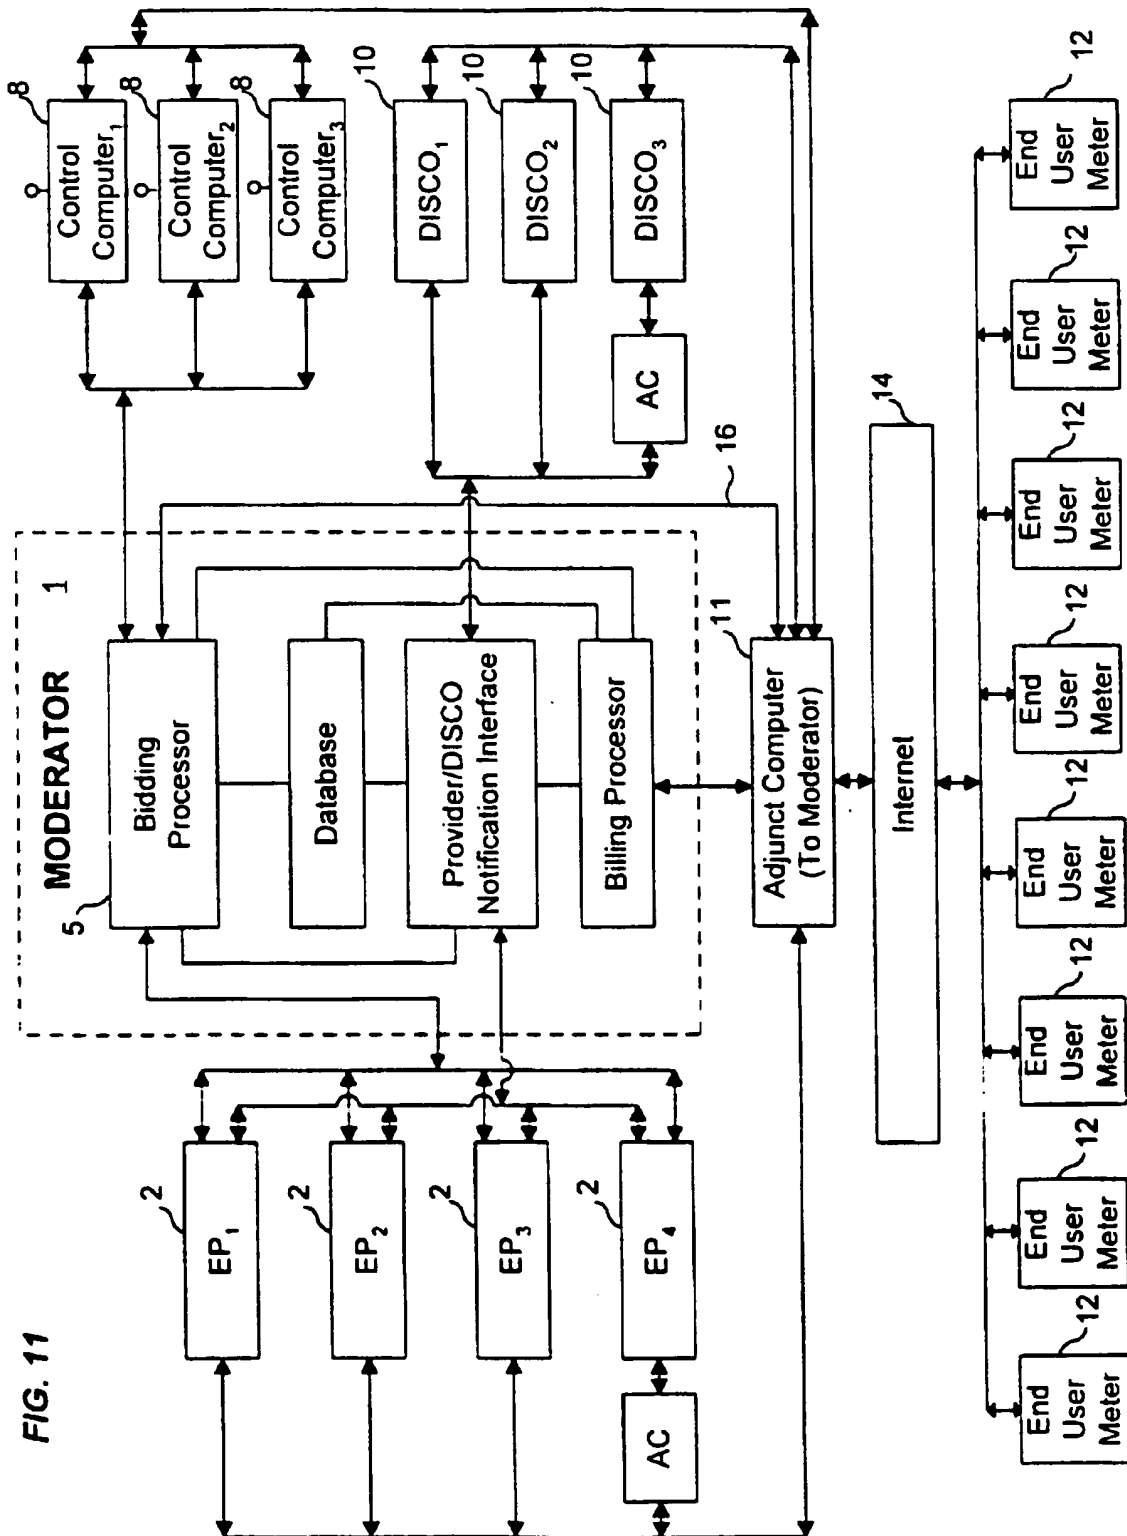 FIG. 11
2
EP1
2
EP2
2
EP3
2
EP4
AC
MODERATOR 1
5
Bidding
Processor
Database
Provider/DISCO
Notification Interface
Billing Processor
8
Control
Computer1
8
Control
Computer2
8
Control
Computer3
10
DISCO1
10
DISCO2
10
DISCO3
AC
16
11
Adjunct Computer
(To Moderator)
14
Internet
12
End
User
Meter
12
End
User
Meter
12
End
User
Meter
12
End
User
Meter
12
End
User
Meter
12
End
User
Meter
12
End
User
Meter
12
End
User
Meter